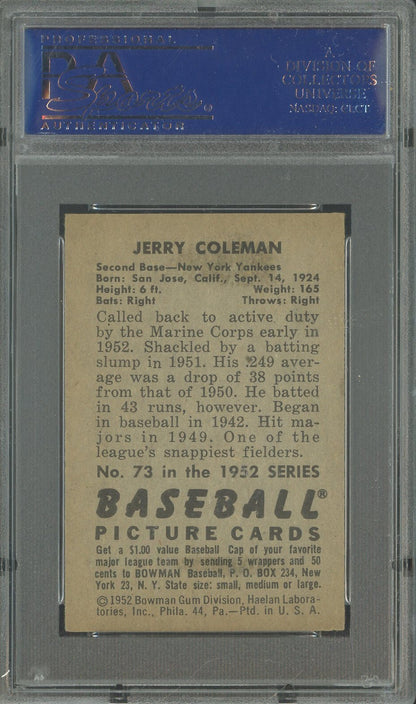 PROFESSIONAL
PSA
Sports
AUTHENTICATOR
A
DIVISION OF
COLLECTORS
UNIVERSE
NASDAQ: CLCT
JERRY COLEMAN
Second Base—New York Yankees
Born: San Jose, Calif., Sept. 14, 1924
Height: 6 ft. Weight: 165
Bats: Right Throws: Right
Called back to active duty
by the Marine Corps early in
1952. Shackled by a batting
slump in 1951. His .249 aver-
age was a drop of 38 points
from that of 1950. He batted
in 43 runs, however. Began
in baseball in 1942. Hit ma-
jors in 1949. One of the
league's snappiest fielders.
No. 73 in the 1952 SERIES
BASEBALL®
PICTURE CARDS
Get a $1.00 value Baseball Cap of your favorite
major league team by sending 5 wrappers and 50
cents to BOWMAN Baseball, P. O. BOX 234, New
York 23, N. Y. State size: small, medium or large.
©1952 Bowman Gum Division, Haelan Labora-
tories, Inc., Phila. 44, Pa.—Ptd. in U. S. A.